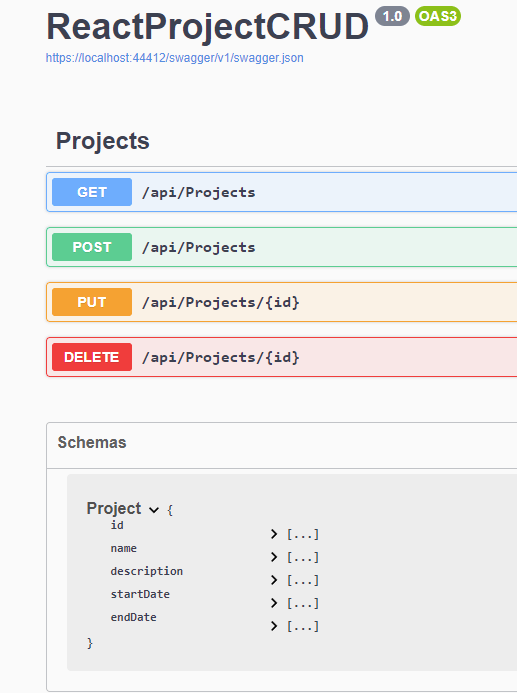 ReactProjectCRUD 1.0 OAS3
https://localhost:44412/swagger/v1/swagger.json
Projects
GET /api/Projects
POST /api/Projects
PUT /api/Projects/{id}
DELETE /api/Projects/{id}
Schemas
Project {
id [...]
name [...]
description [...]
startDate [...]
endDate [...]
}